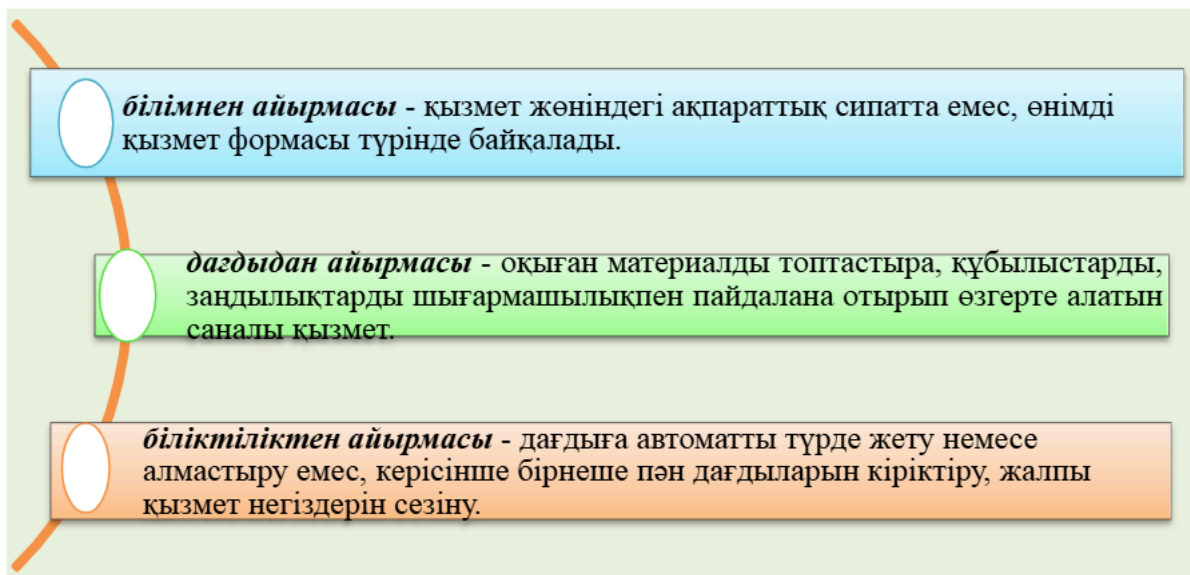 білімнен айырмасы - қызмет жөніндегі ақпараттық сипатта емес, өнімді
қызмет формасы түрінде байқалады.
дағдыдан айырмасы - оқыған материалды топтастыра, құбылыстарды,
заңдылықтарды шығармашылықпен пайдалана отырып өзгерте алатын
саналы қызмет.
біліктіліктен айырмасы - дағдыға автоматты түрде жету немесе
алмастыру емес, керісінше бірнеше пән дағдыларын кіріктіру, жалпы
қызмет негіздерін сезіну.